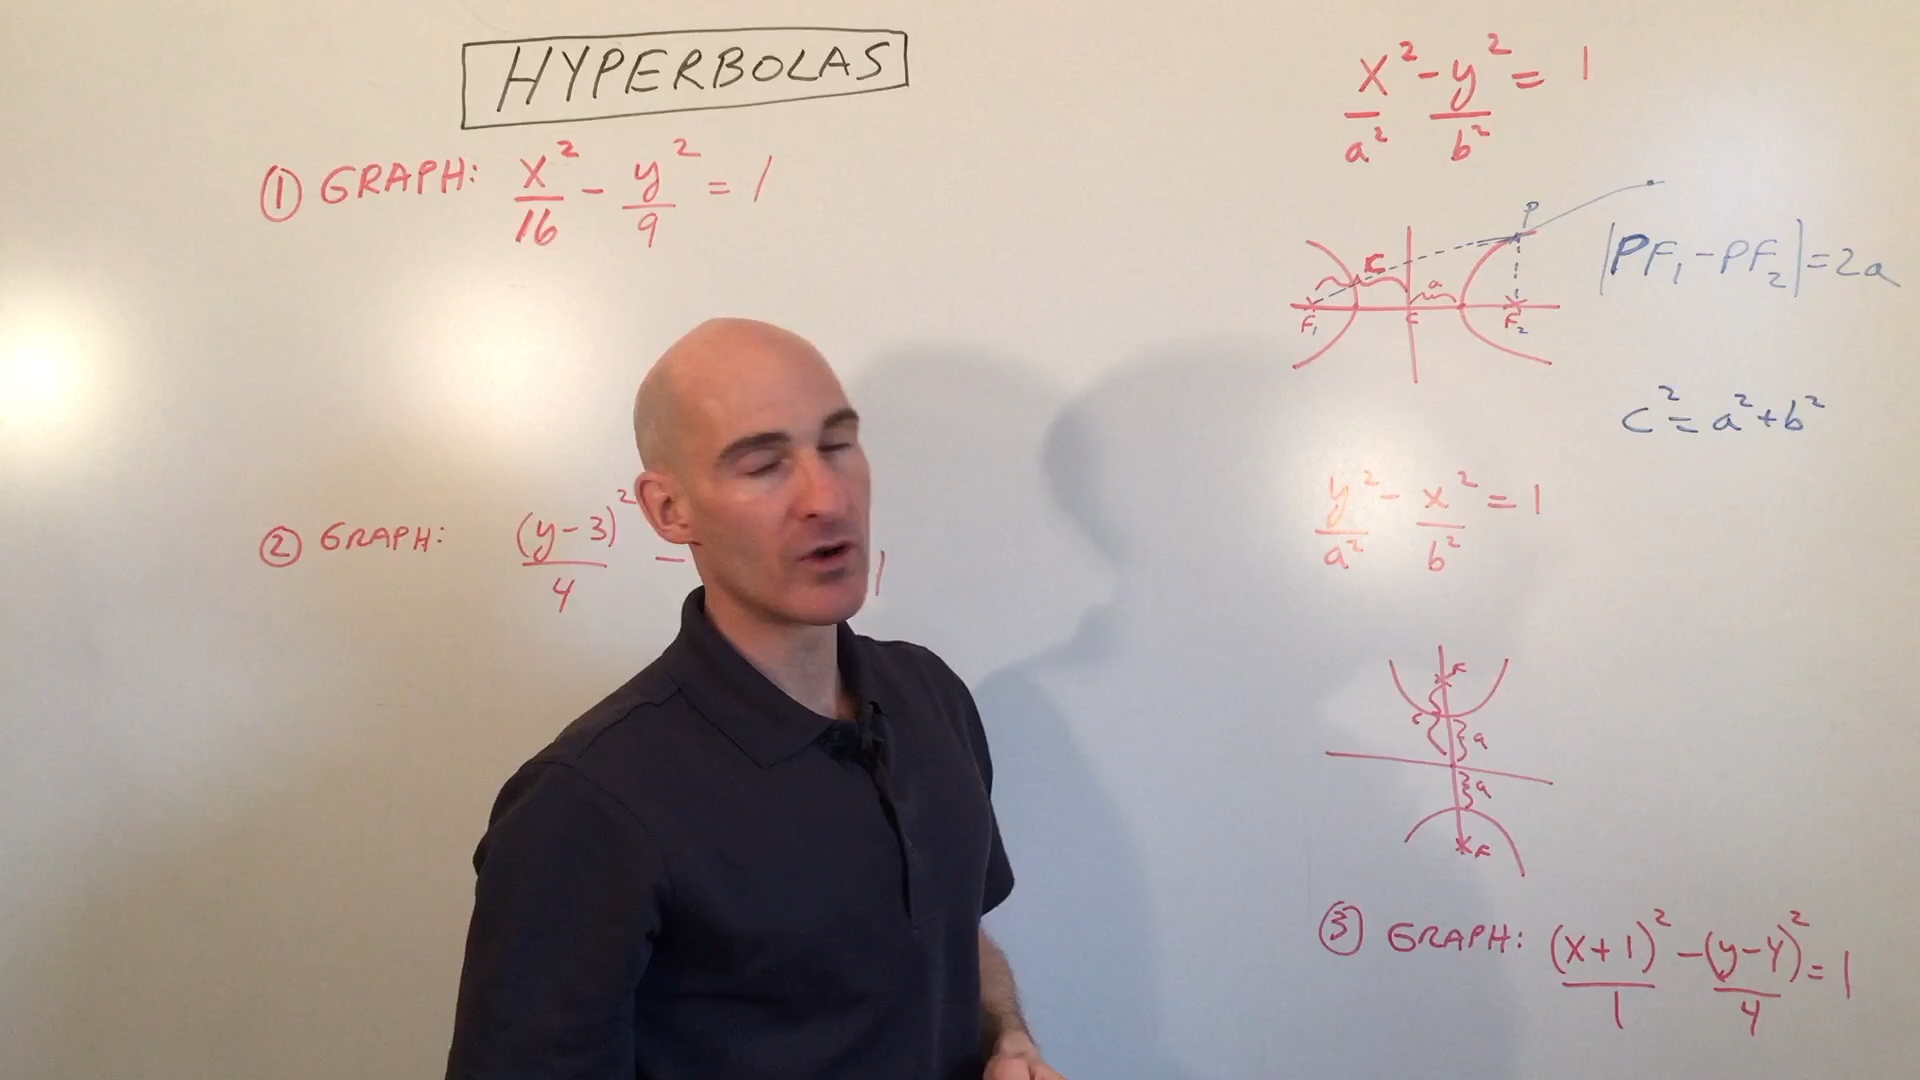 HYPERBOLAS
① GRAPH: x²/16 - y²/9 = 1
② GRAPH: (y-3)²/4 - 1
x²/a² - y²/b² = 1
P
|PF₁ - PF₂| = 2a
c a
F₁ c F₂
c² = a² + b²
y²/a² - x²/b² = 1
F
c a
a
F
③ GRAPH: (x+1)²/1 - (y-4)²/4 = 1